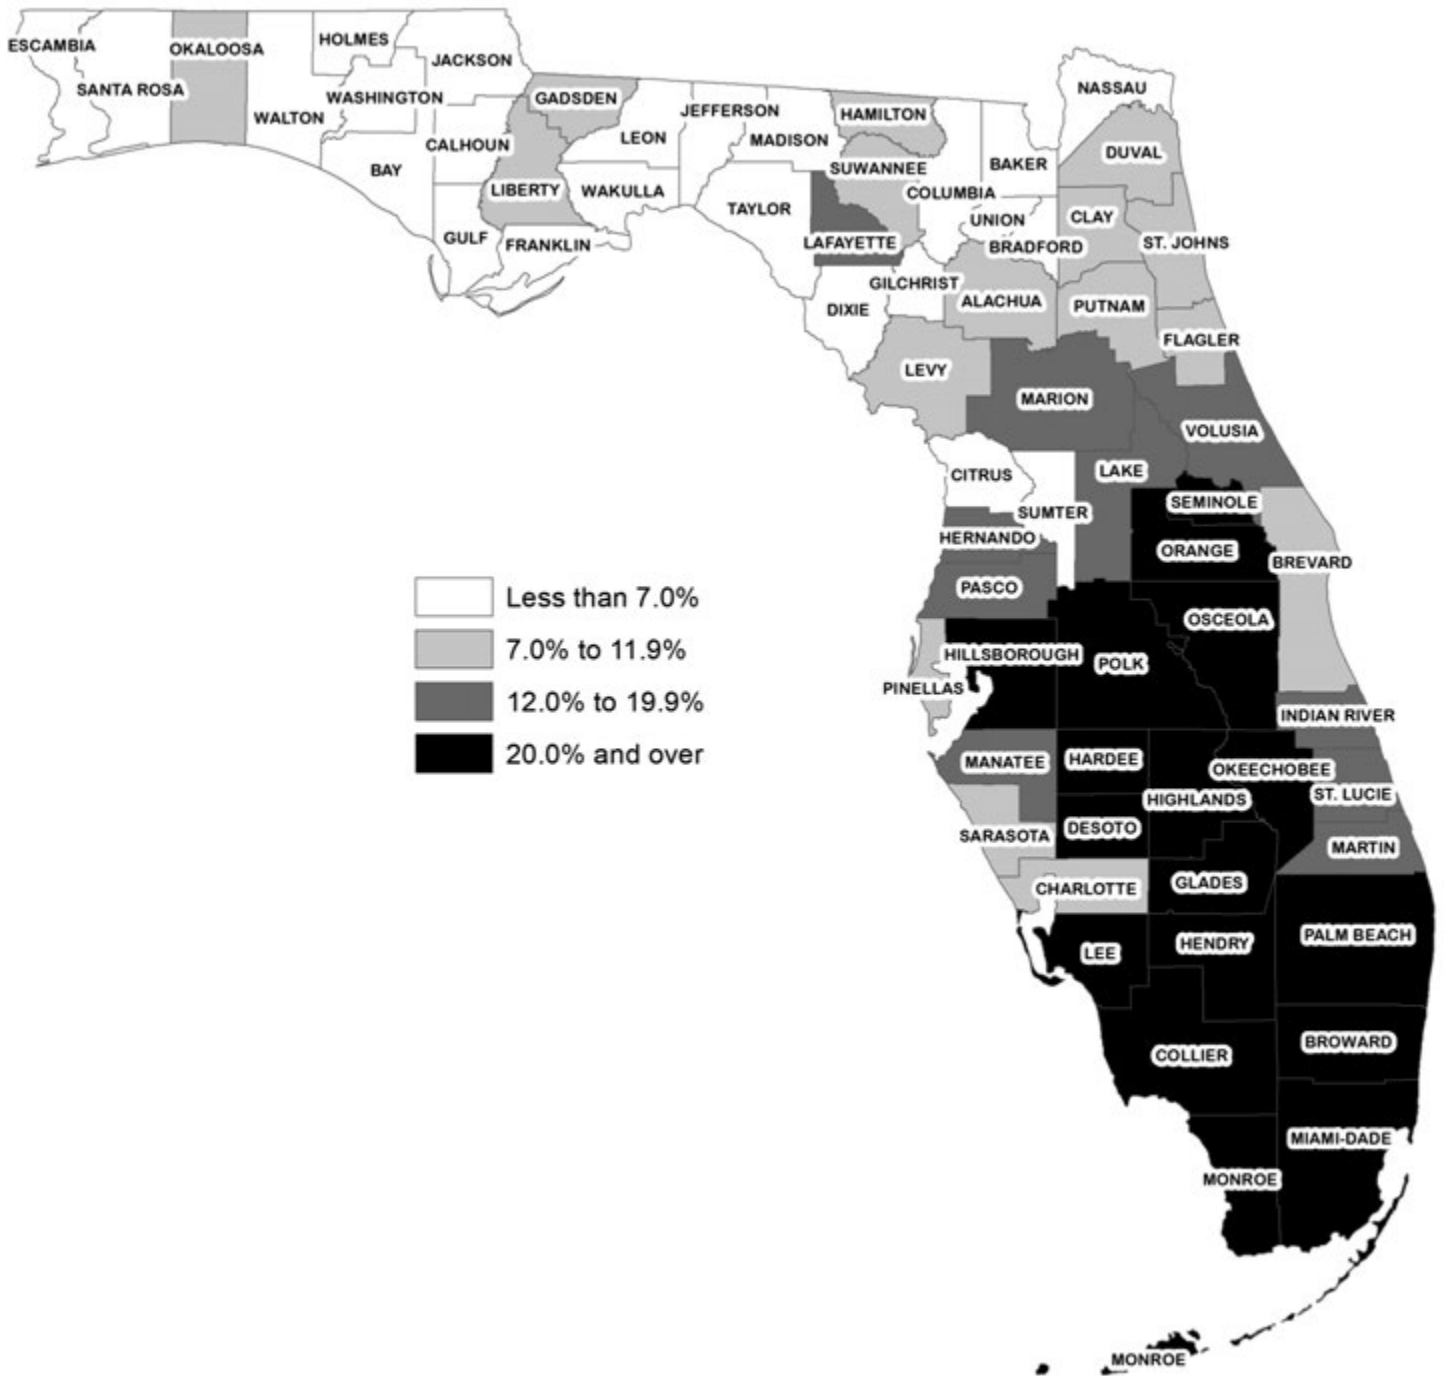 ESCAMBIA
SANTA ROSA
OKALOOSA
WALTON
HOLMES
WASHINGTON
JACKSON
BAY
CALHOUN
GULF
GADSDEN
LIBERTY
FRANKLIN
LEON
WAKULLA
JEFFERSON
MADISON
TAYLOR
HAMILTON
SUWANNEE
LAFAYETTE
COLUMBIA
BAKER
UNION
BRADFORD
GILCHRIST
DIXIE
ALACHUA
NASSAU
DUVAL
CLAY
ST. JOHNS
PUTNAM
FLAGLER
LEVY
MARION
VOLUSIA
CITRUS
LAKE
SUMTER
SEMINOLE
HERNANDO
ORANGE
BREVARD
PASCO
OSCEOLA
HILLSBOROUGH
POLK
PINELLAS
INDIAN RIVER
MANATEE
HARDEE
OKEECHOBEE
HIGHLANDS
ST. LUCIE
SARASOTA
DESOTO
MARTIN
CHARLOTTE
GLADES
LEE
HENDRY
PALM BEACH
COLLIER
BROWARD
MIAMI-DADE
MONROE
MONROE
Less than 7.0%
7.0% to 11.9%
12.0% to 19.9%
20.0% and over